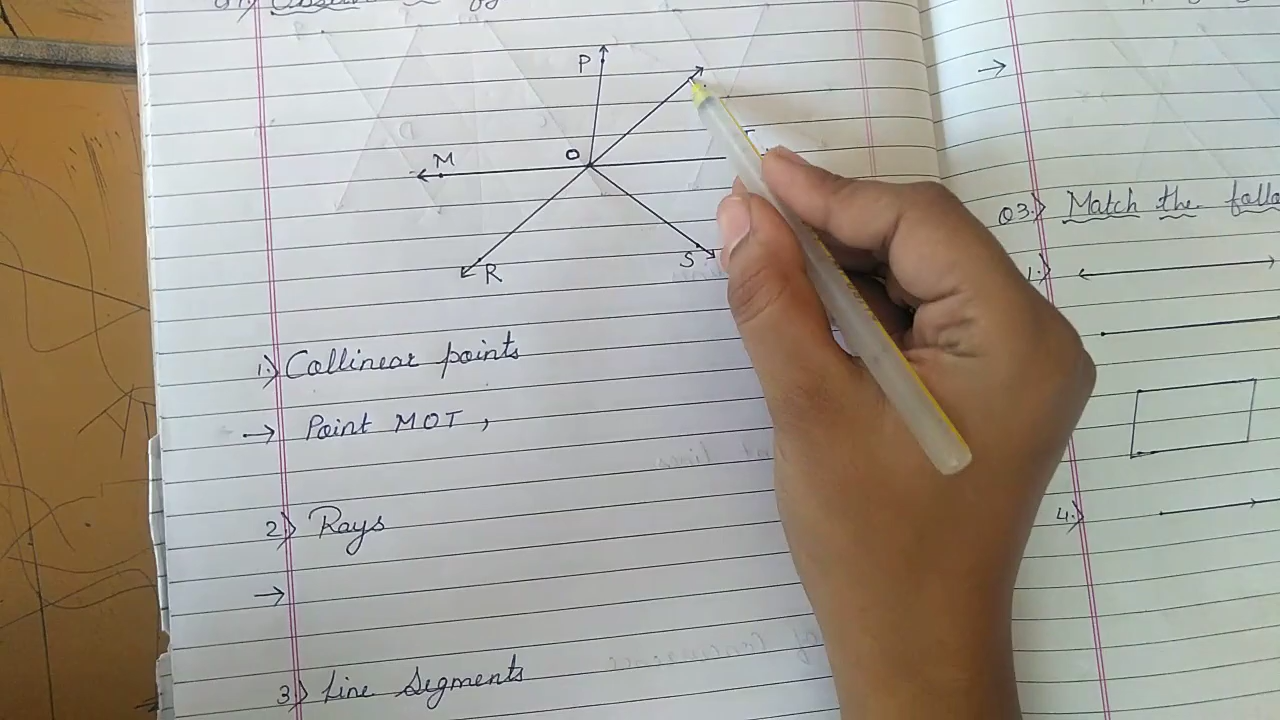 P
M
O
R
S
1.) Collinear points
→ Point MOT,
2) Rays
→
3) Line Segments
→
Q3.) Match the
1.)
4.)